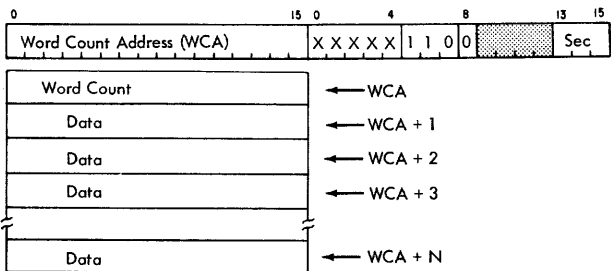 0 15 0 4 8 13 15
Word Count Address (WCA) X X X X X 1 1 0 0 0 Sec
Word Count WCA
Data WCA + 1
Data WCA + 2
Data WCA + 3
Data WCA + N